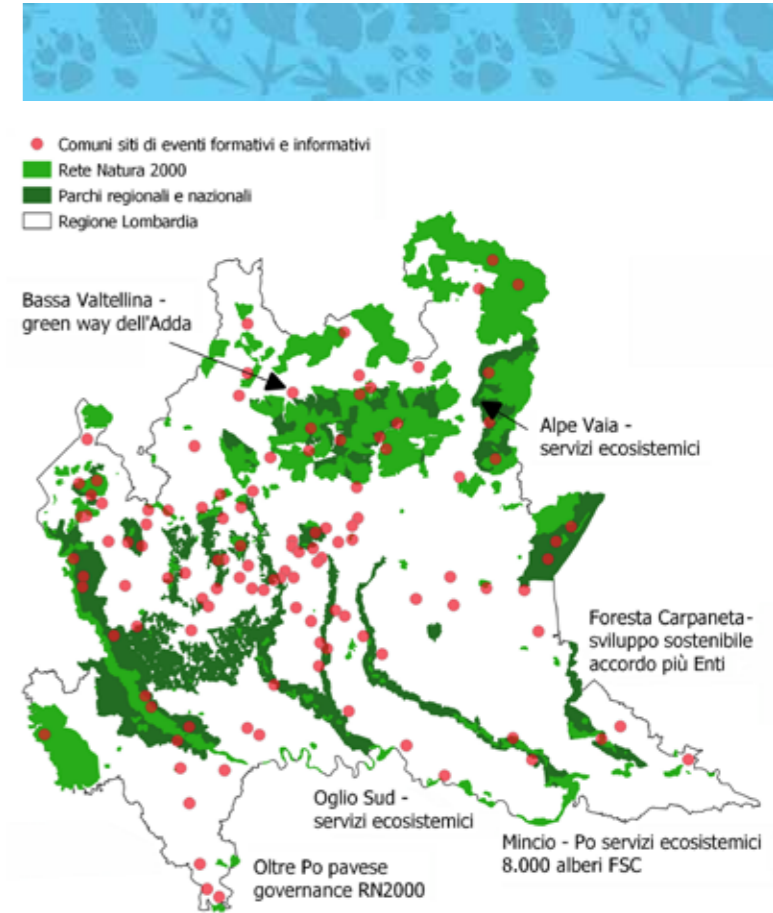 Comuni siti di eventi formativi e informativi
Rete Natura 2000
Parchi regionali e nazionali
Regione Lombardia
Bassa Valtellina -
green way dell'Adda
Alpe Vaia -
servizi ecosistemici
Foresta Carpaneta-
sviluppo sostenibile
accordo più Enti
Oglio Sud -
servizi ecosistemici
Mincio - Po servizi ecosistemici
8.000 alberi FSC
Oltre Po pavese
governance RN2000